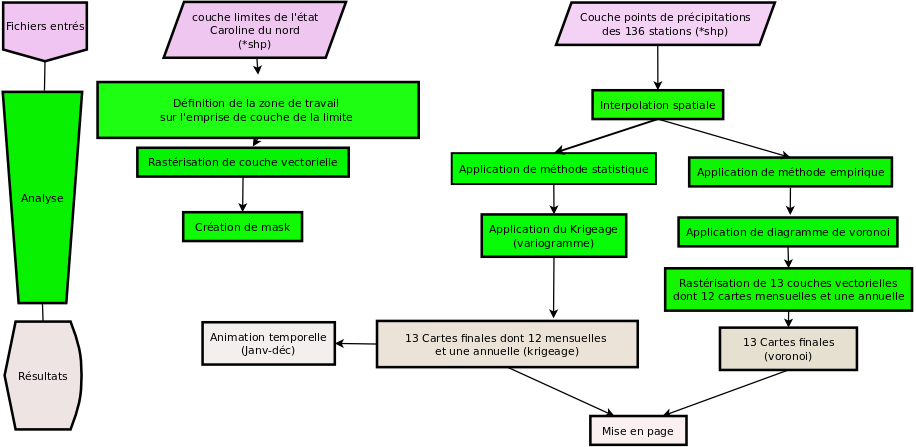 Fichiers entrés
couche limites de l'état
Caroline du nord
(*shp)
Couche points de précipitations
des 136 stations (*shp)
Analyse
Définition de la zone de travail
sur l'emprise de couche de la limite
Rastérisation de couche vectorielle
Création de mask
Interpolation spatiale
Application de méthode statistique
Application de méthode empirique
Application du Krigeage
(variogramme)
Application de diagramme de voronoi
Rastérisation de 13 couches vectorielles
dont 12 cartes mensuelles et une annuelle
Résultats
Animation temporelle
(Janv-déc)
13 Cartes finales dont 12 mensuelles
et une annuelle (krigeage)
13 Cartes finales
(voronoi)
Mise en page